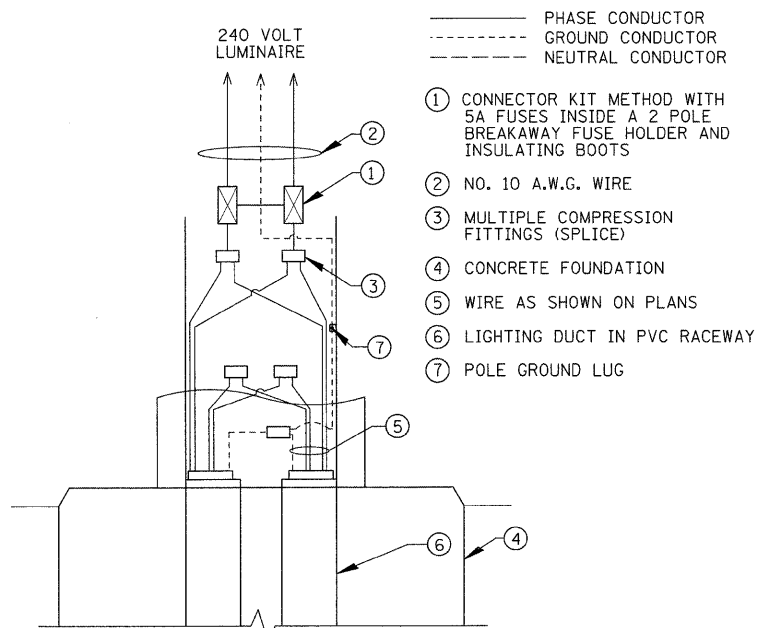 240 VOLT
LUMINAIRE
PHASE CONDUCTOR
GROUND CONDUCTOR
NEUTRAL CONDUCTOR
1 CONNECTOR KIT METHOD WITH
5A FUSES INSIDE A 2 POLE
BREAKAWAY FUSE HOLDER AND
INSULATING BOOTS
2 NO. 10 A.W.G. WIRE
3 MULTIPLE COMPRESSION
FITTINGS (SPLICE)
4 CONCRETE FOUNDATION
5 WIRE AS SHOWN ON PLANS
6 LIGHTING DUCT IN PVC RACEWAY
7 POLE GROUND LUG
2
1
3
7
5
6
4